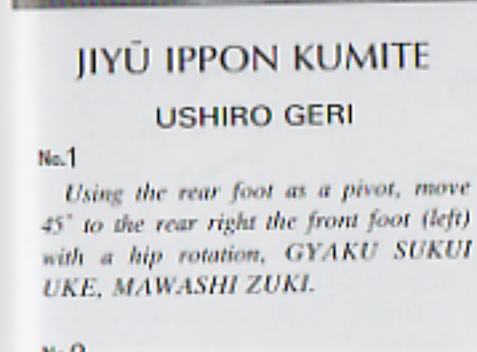 JIYŪ IPPON KUMITE
USHIRO GERI
No.1
Using the rear foot as a pivot, move
45° to the rear right the front foot (left)
with a hip rotation, GYAKU SUKUI
UKE, MAWASHI ZUKI.